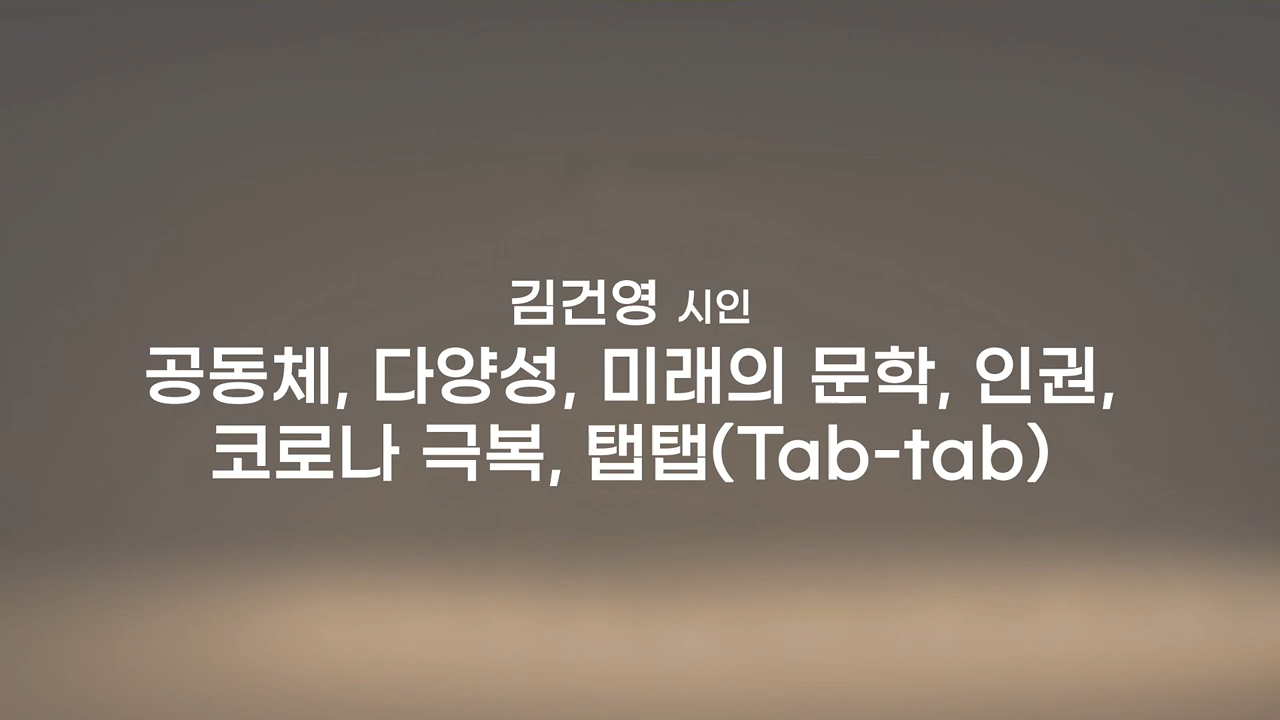 김건영 시인
공동체, 다양성, 미래의 문학, 인권,
코로나 극복, 탭탭(Tab-tab)